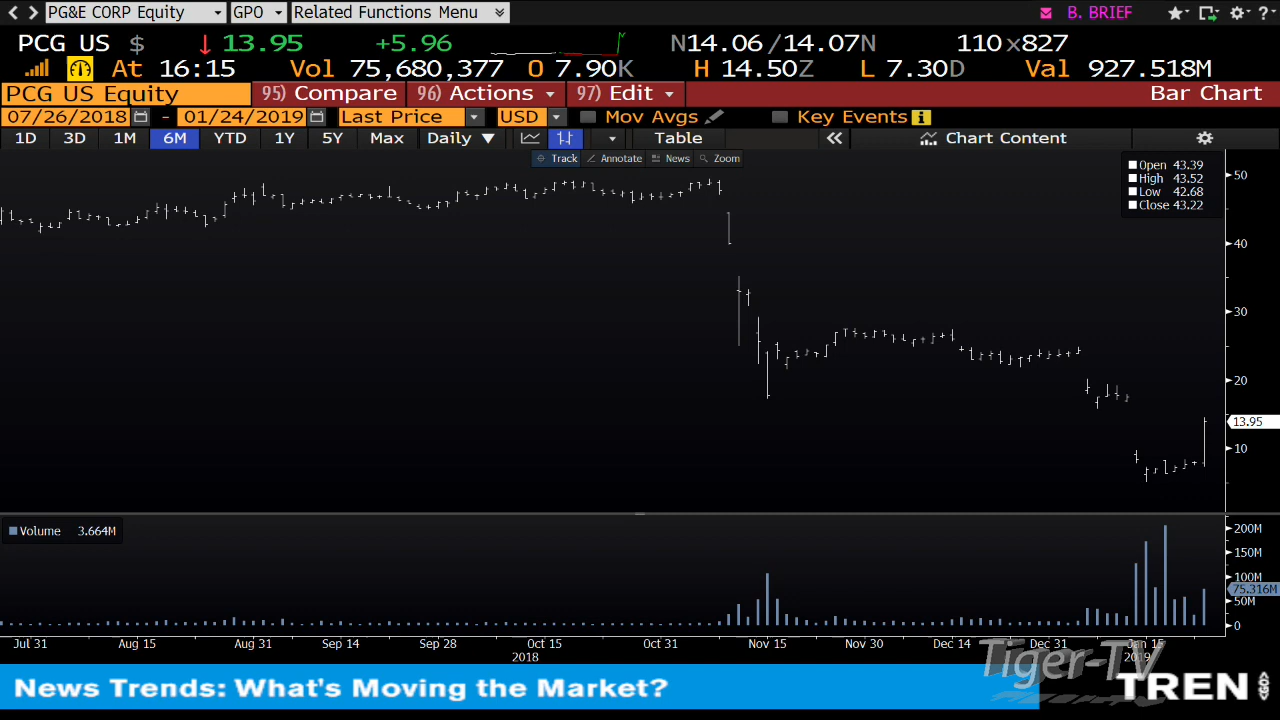 PG&E CORP Equity GPO Related Functions Menu B. BRIEF ?
PCG US $ ↓ 13.95 +5.96 N14.06/14.07N 110x827
At 16:15 Vol 75,680,377 O 7.90K H 14.50Z L 7.30D Val 927.518M
PCG US Equity 95) Compare 96) Actions 97) Edit Bar Chart
07/26/2018 - 01/24/2019 Last Price USD Mov Avgs Key Events i
1D 3D 1M 6M YTD 1Y 5Y Max Daily ▼ Table « Chart Content
Track Annotate News Zoom
Open 43.39
High 43.52
Low 42.68
Close 43.22
50
40
30
20
13.95
10
Volume 3.664M
200M
150M
100M
75.316M
50M
0
Jul 31 Aug 15 Aug 31 Sep 14 Sep 28 Oct 15 Oct 31 Nov 15 Nov 30 Dec 14 Dec 31 Jan 15
2018 2019
Tiger-TV
News Trends: What's Moving the Market? TREN